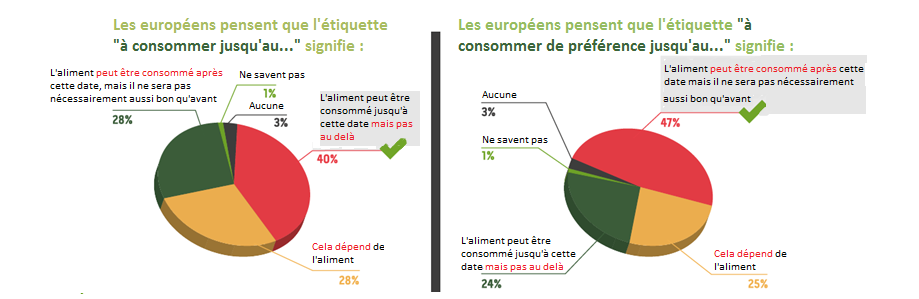 Les européens pensent que l'étiquette
"à consommer jusqu'au..." signifie :
L'aliment peut être consommé après
cette date, mais il ne sera pas
nécessairement aussi bon qu'avant
28%
Ne savent pas
1%
Aucune
3%
L'aliment peut être
consommé jusqu'à
cette date mais pas
au delà
40%
Cela dépend de
l'aliment
28%
Les européens pensent que l'étiquette "à
consommer de préférence jusqu'au..." signifie :
L'aliment peut être consommé après cette
date mais il ne sera pas nécessairement
aussi bon qu'avant
47%
Aucune
3%
Ne savent pas
1%
L'aliment peut être
consommé jusqu'à cette
date mais pas au delà
24%
Cela dépend de
l'aliment
25%